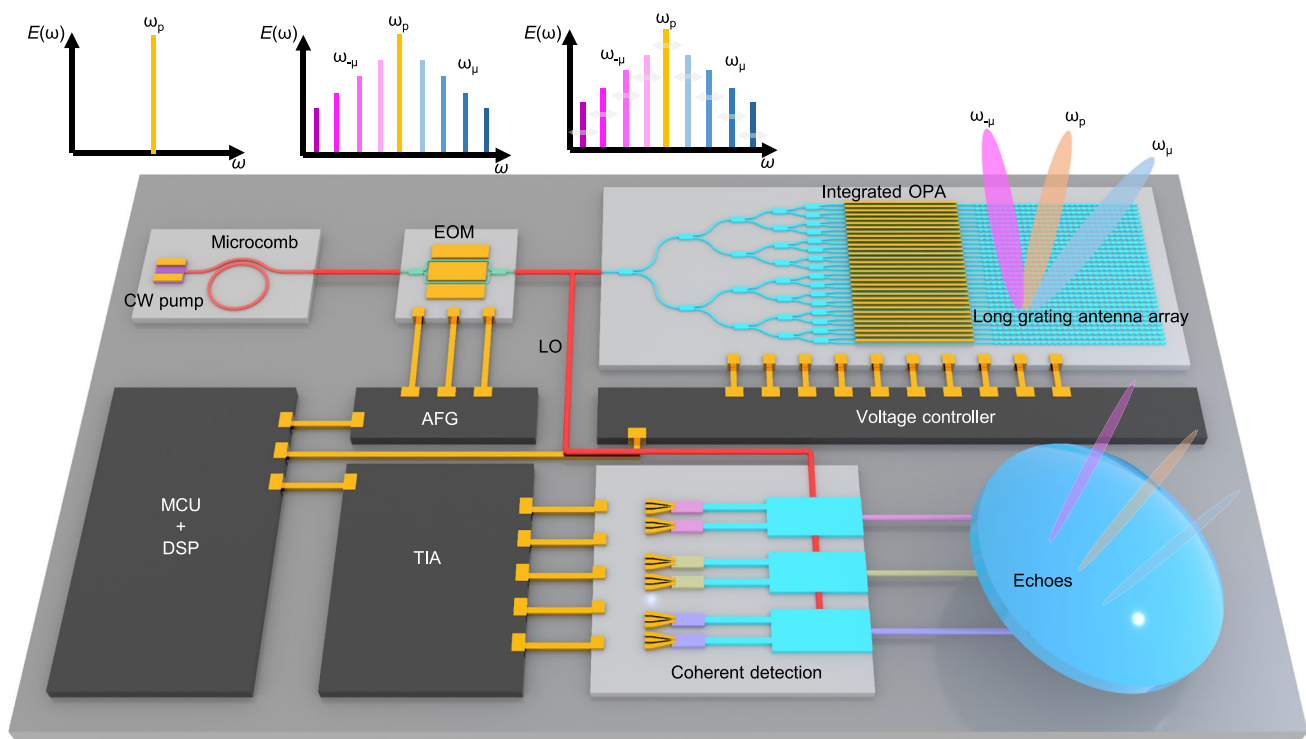 E(ω)
ωₚ
ω
E(ω)
ω₋μ
ωₚ
ωμ
ω
E(ω)
ω₋μ
ωₚ
ωμ
ω
ω₋μ
ωₚ
ωμ
Integrated OPA
Microcomb
EOM
CW pump
Long grating antenna array
LO
AFG
Voltage controller
MCU
+
DSP
TIA
Echoes
Coherent detection